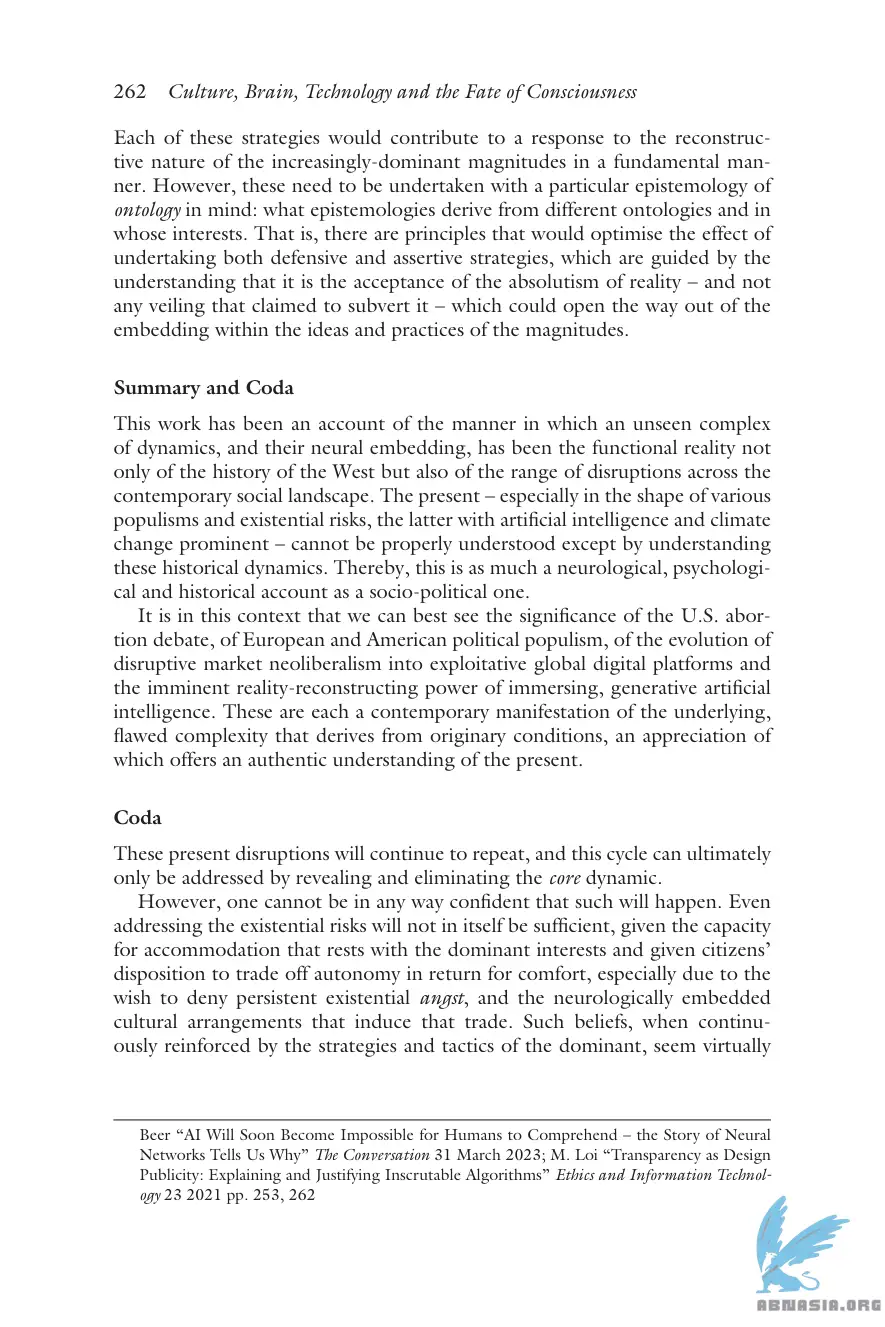 262 Culture, Brain, Technology and the Fate of Consciousness
Each of these strategies would contribute to a response to the reconstruc-
tive nature of the increasingly-dominant magnitudes in a fundamental man-
ner. However, these need to be undertaken with a particular epistemology of
ontology in mind: what epistemologies derive from different ontologies and in
whose interests. That is, there are principles that would optimise the effect of
undertaking both defensive and assertive strategies, which are guided by the
understanding that it is the acceptance of the absolutism of reality – and not
any veiling that claimed to subvert it – which could open the way out of the
embedding within the ideas and practices of the magnitudes.
Summary and Coda
This work has been an account of the manner in which an unseen complex
of dynamics, and their neural embedding, has been the functional reality not
only of the history of the West but also of the range of disruptions across the
contemporary social landscape. The present – especially in the shape of various
populisms and existential risks, the latter with artificial intelligence and climate
change prominent – cannot be properly understood except by understanding
these historical dynamics. Thereby, this is as much a neurological, psychologi-
cal and historical account as a socio-political one.
It is in this context that we can best see the significance of the U.S. abor-
tion debate, of European and American political populism, of the evolution of
disruptive market neoliberalism into exploitative global digital platforms and
the imminent reality-reconstructing power of immersing, generative artificial
intelligence. These are each a contemporary manifestation of the underlying,
flawed complexity that derives from originary conditions, an appreciation of
which offers an authentic understanding of the present.
Coda
These present disruptions will continue to repeat, and this cycle can ultimately
only be addressed by revealing and eliminating the core dynamic.
However, one cannot be in any way confident that such will happen. Even
addressing the existential risks will not in itself be sufficient, given the capacity
for accommodation that rests with the dominant interests and given citizens’
disposition to trade off autonomy in return for comfort, especially due to the
wish to deny persistent existential angst, and the neurologically embedded
cultural arrangements that induce that trade. Such beliefs, when continu-
ously reinforced by the strategies and tactics of the dominant, seem virtually
Beer “AI Will Soon Become Impossible for Humans to Comprehend – the Story of Neural
Networks Tells Us Why” The Conversation 31 March 2023; M. Loi “Transparency as Design
Publicity: Explaining and Justifying Inscrutable Algorithms” Ethics and Information Technol-
ogy 23 2021 pp. 253, 262
ABNASIA.ORG